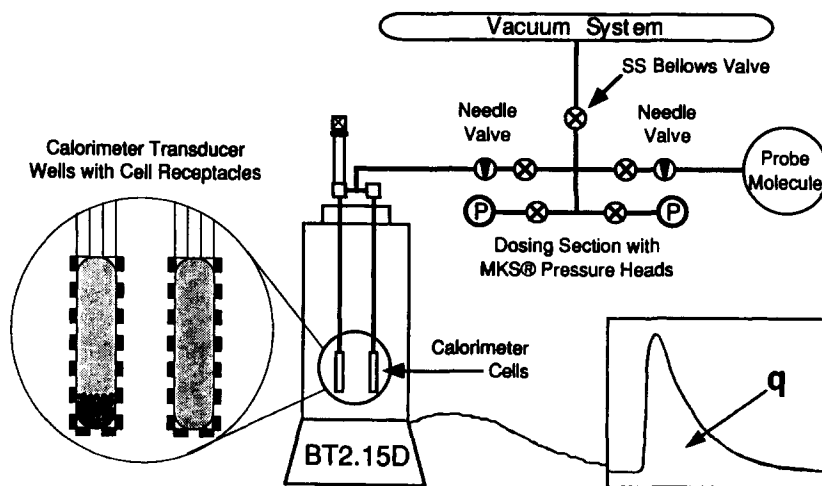 Vacuum System
SS Bellows Valve
Needle
Valve
Needle
Valve
Calorimeter Transducer
Wells with Cell Receptacles
Probe
Molecule
P
P
Dosing Section with
MKS® Pressure Heads
Calorimeter
Cells
q
BT2.15D